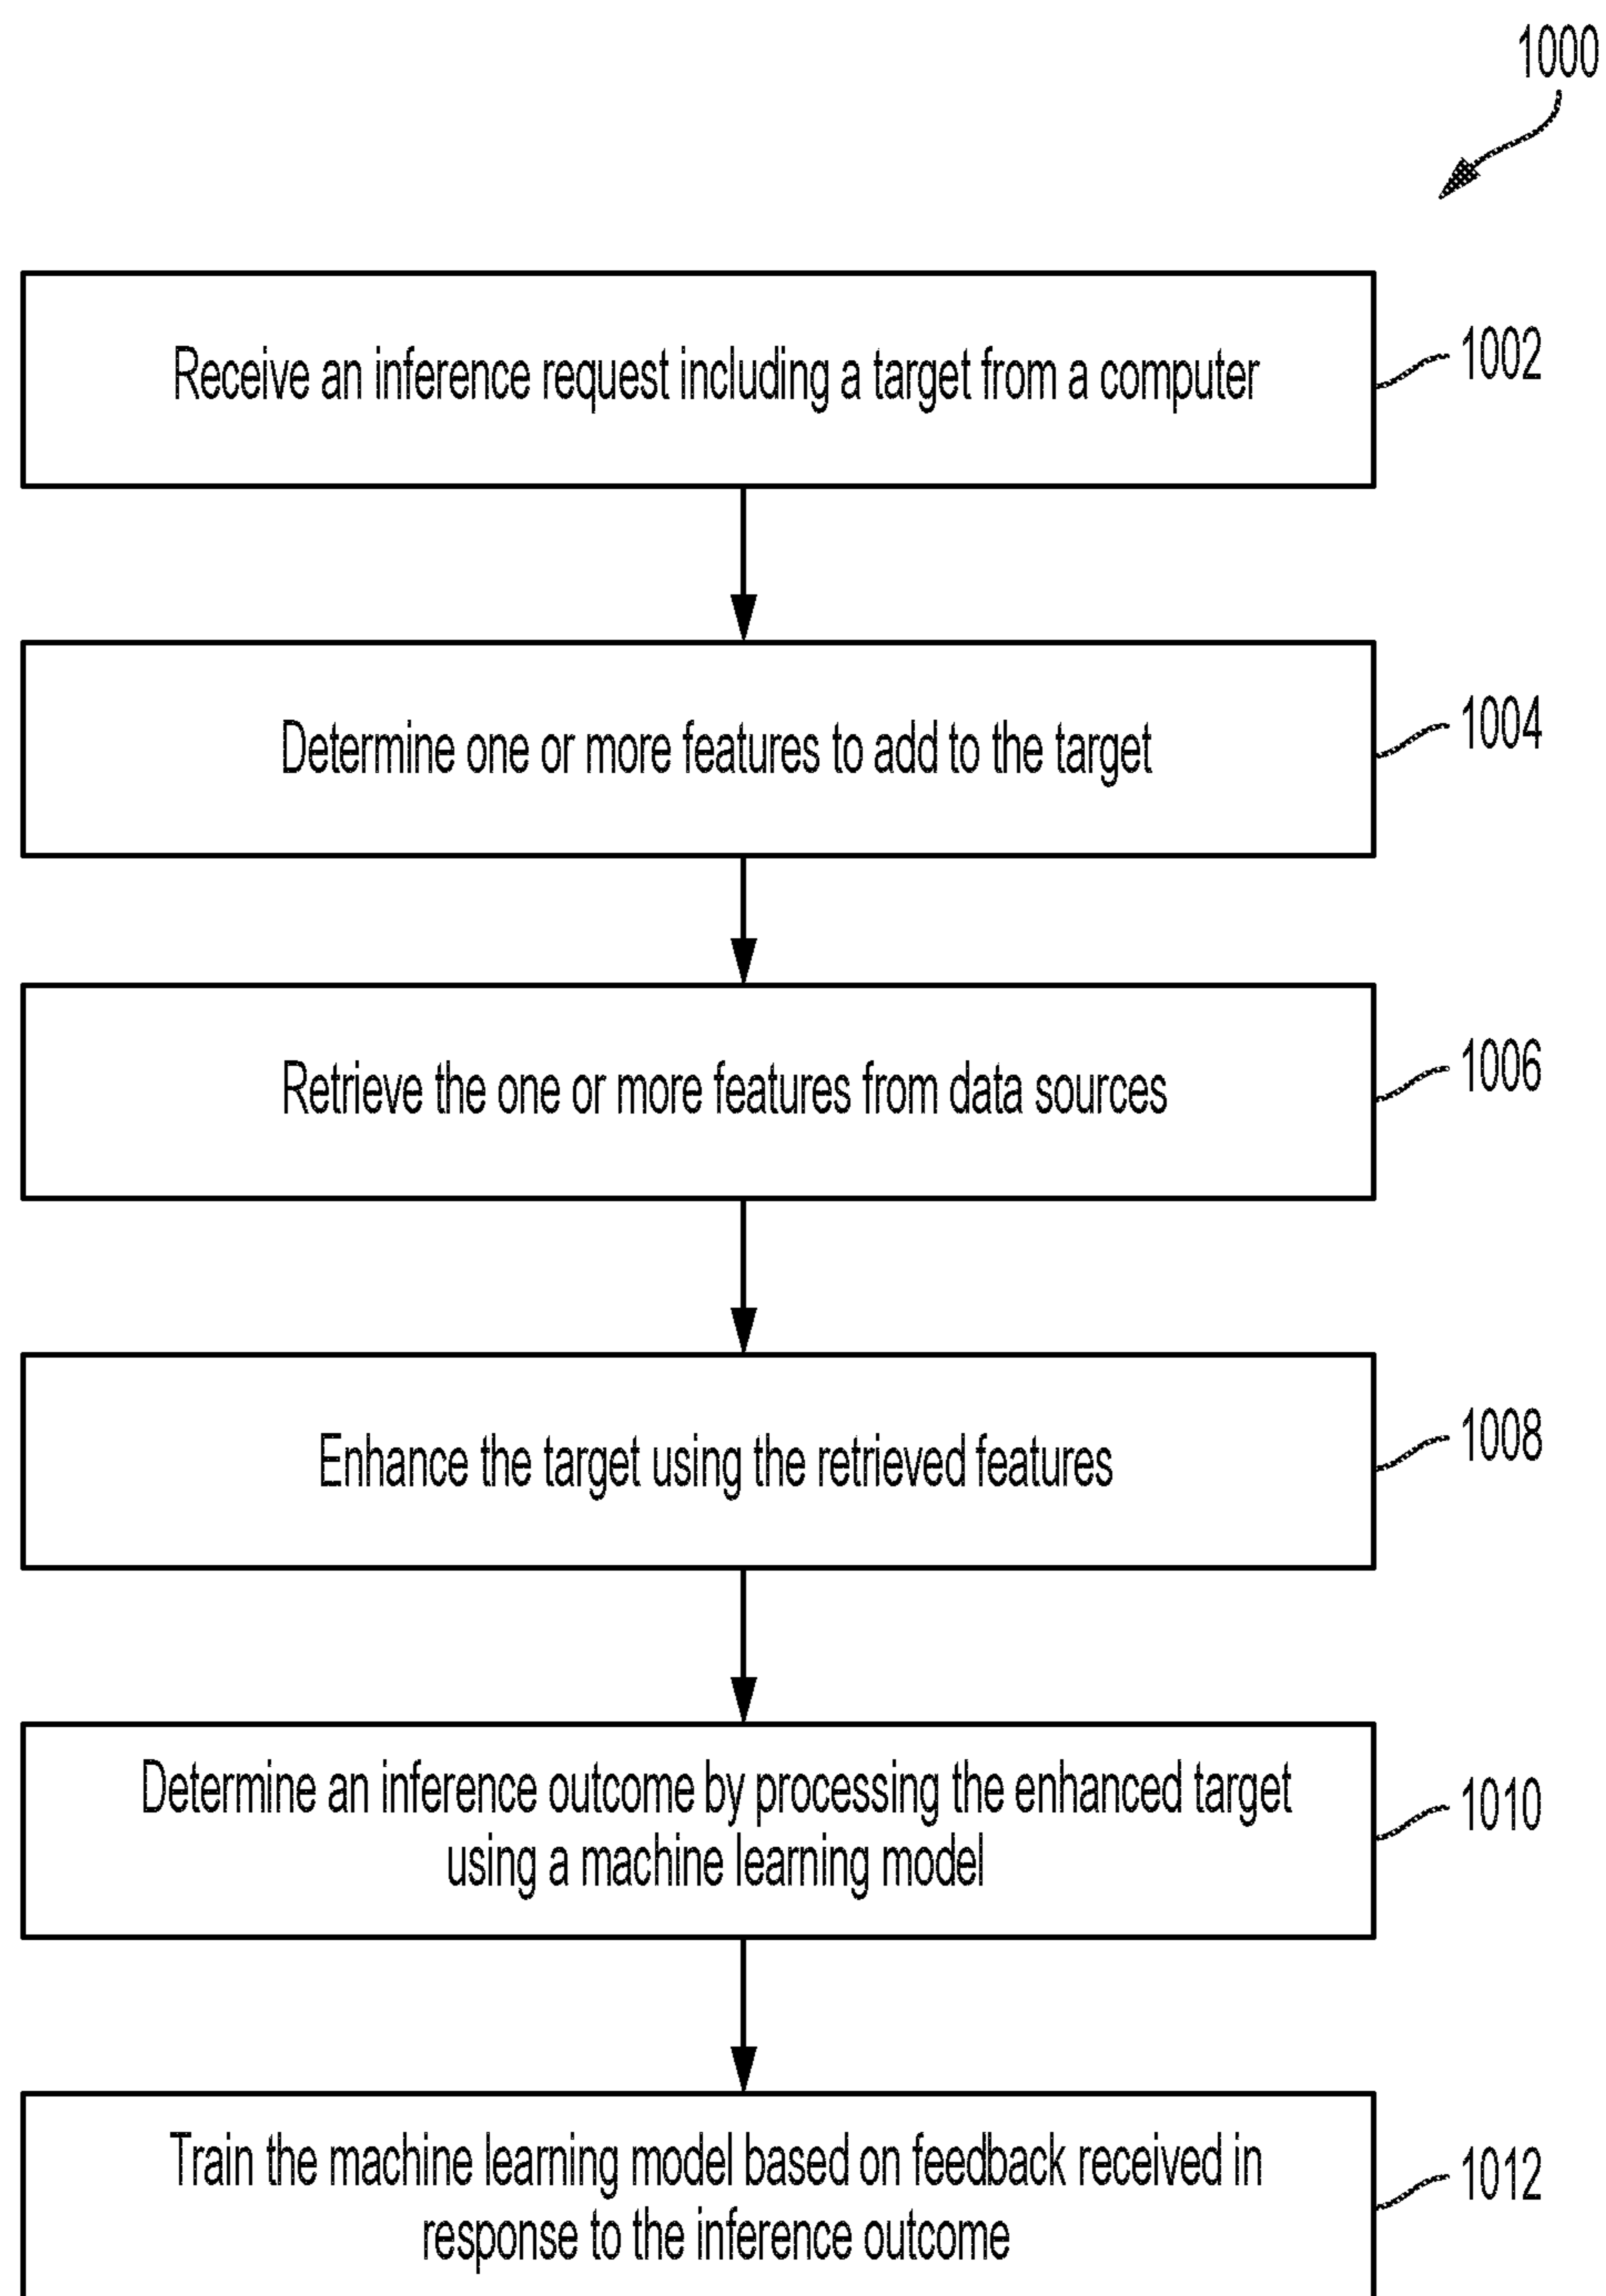 1000
Receive an inference request including a target from a computer
1002
Determine one or more features to add to the target
1004
Retrieve the one or more features from data sources
1006
Enhance the target using the retrieved features
1008
Determine an inference outcome by processing the enhanced target
using a machine learning model
1010
Train the machine learning model based on feedback received in
response to the inference outcome
1012